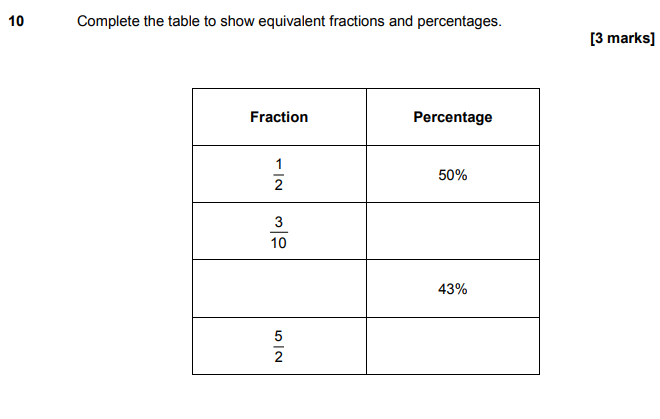 10 Complete the table to show equivalent fractions and percentages.
[3 marks]
Fraction Percentage
1/2 50%
3/10
43%
5/2